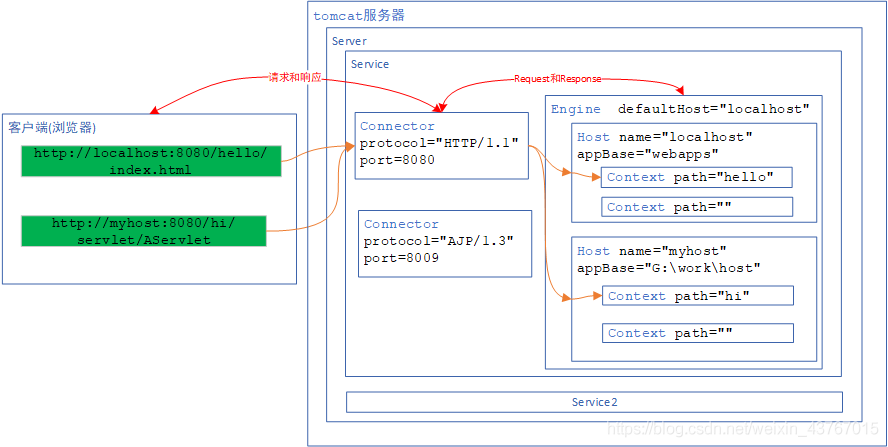 tomcat服务器
Server
Service
请求和响应
Request和Response
客户端(浏览器)
http://localhost:8080/hello/
index.html
http://myhost:8080/hi/
servlet/AServlet
Connector
protocol="HTTP/1.1"
port=8080
Connector
protocol="AJP/1.3"
port=8009
Engine defaultHost="localhost"
Host name="localhost"
appBase="webapps"
Context path="hello"
Context path=""
Host name="myhost"
appBase="G:\work\host"
Context path="hi"
Context path=""
Service2
https://blog.csdn.net/weixin_43767015